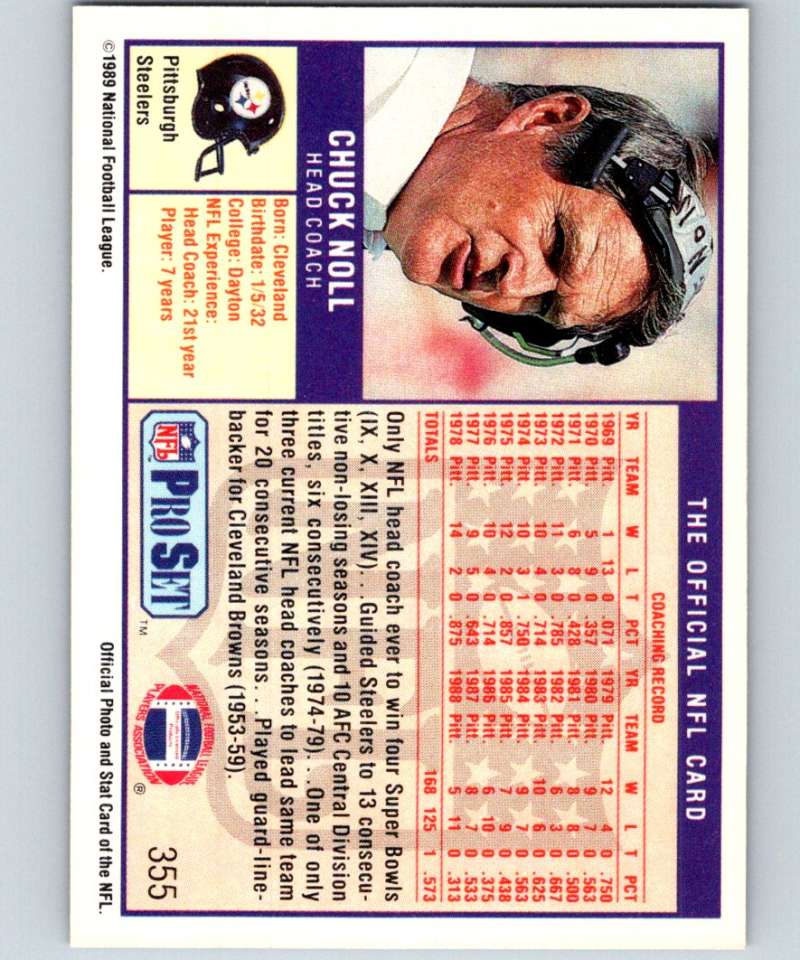 THE OFFICIAL NFL CARD
CHUCK NOLL
HEAD COACH
Pittsburgh
Steelers
Born: Cleveland
Birthdate: 1/5/32
College: Dayton
NFL Experience:
Head Coach: 21st year
Player: 7 years
COACHING RECORD
YR TEAM W L T PCT YR TEAM W L T PCT
1969 Pitt. 1 13 0 .071 1979 Pitt. 12 4 0 .750
1970 Pitt. 5 9 0 .357 1980 Pitt. 9 7 0 .563
1971 Pitt. 6 8 0 .428 1981 Pitt. 8 8 0 .500
1972 Pitt. 11 3 0 .785 1982 Pitt. 6 3 0 .667
1973 Pitt. 10 4 0 .714 1983 Pitt. 10 6 0 .625
1974 Pitt. 10 3 1 .750 1984 Pitt. 9 7 0 .563
1975 Pitt. 12 2 0 .857 1985 Pitt. 7 9 0 .438
1976 Pitt. 10 4 0 .714 1986 Pitt. 6 10 0 .375
1977 Pitt. 9 5 0 .643 1987 Pitt. 8 7 0 .533
1978 Pitt. 14 2 0 .875 1988 Pitt. 5 11 0 .313
TOTALS 168 125 1 .573
Only NFL head coach ever to win four Super Bowls
(IX, X, XIII, XIV)... Guided Steelers to 13 consecu-
tive non-losing seasons and 10 AFC Central Division
titles, six consecutively (1974-79)... One of only
three current NFL head coaches to lead same team
for 20 consecutive seasons... Played guard-line-
backer for Cleveland Browns (1953-59).
NFL PRO SET ™
NATIONAL FOOTBALL LEAGUE
PLAYERS ASSOCIATION ®
355
© 1989 National Football League.
Official Photo and Stat Card of the NFL.